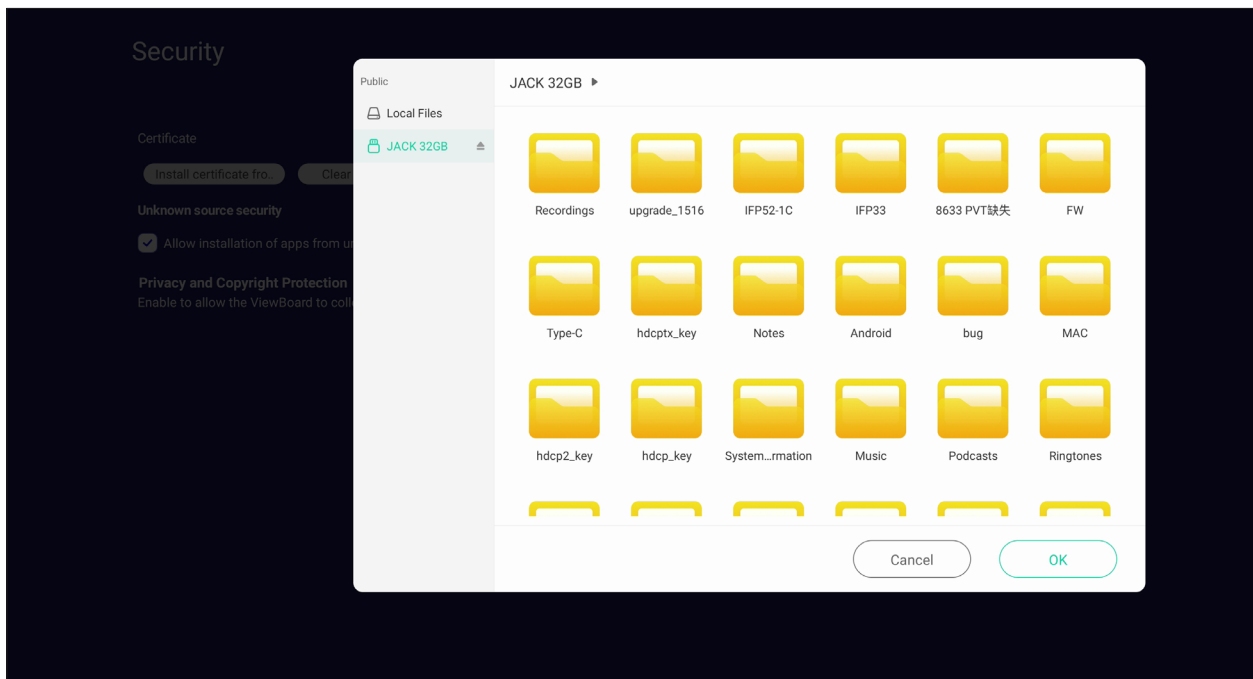 Security
Certificate
Install certificate fro..
Clear
Unknown source security
Allow installation of apps from un
Privacy and Copyright Protection
Enable to allow the ViewBoard to coll
Public
Local Files
JACK 32GB
JACK 32GB
Recordings
upgrade_1516
IFP52-1C
IFP33
8633 PVT缺失
FW
Type-C
hdcptx_key
Notes
Android
bug
MAC
hdcp2_key
hdcp_key
System...rmation
Music
Podcasts
Ringtones
Cancel
OK